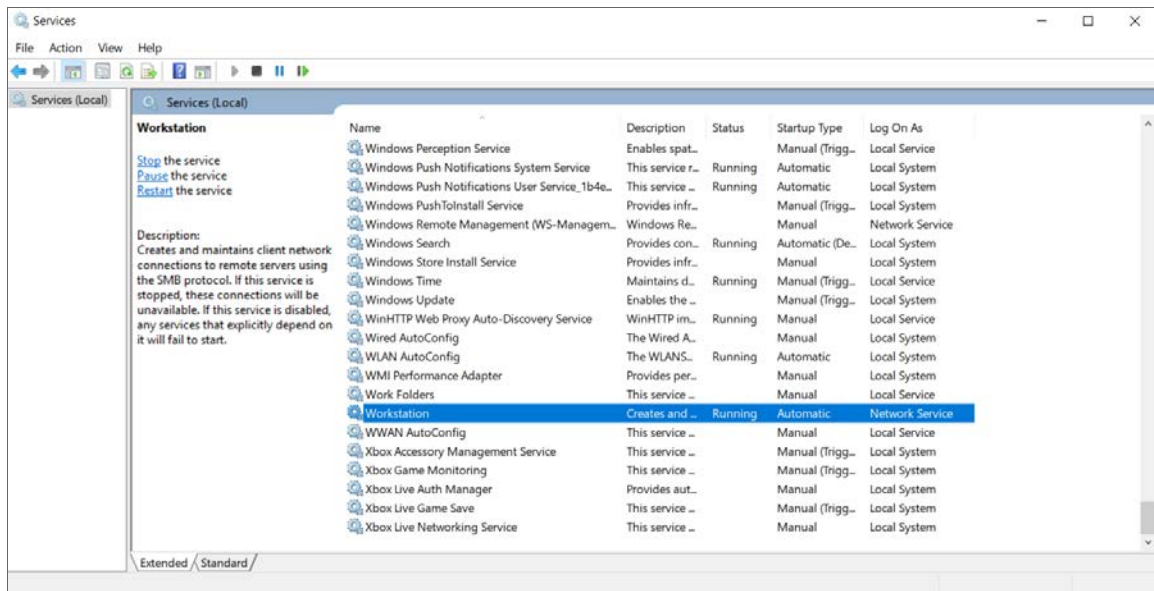 Services
File Action View Help
Services (Local)
Services (Local)
Workstation
Stop the service
Pause the service
Restart the service
Description:
Creates and maintains client network
connections to remote servers using
the SMB protocol. If this service is
stopped, these connections will be
unavailable. If this service is disabled,
any services that explicitly depend on
it will fail to start.
Name Description Status Startup Type Log On As
Windows Perception Service Enables spat... Manual (Trigg... Local Service
Windows Push Notifications System Service This service r... Running Automatic Local System
Windows Push Notifications User Service_1b4e... This service ... Running Automatic Local System
Windows PushToInstall Service Provides infr... Manual (Trigg... Local System
Windows Remote Management (WS-Managem... Windows Re... Manual Network Service
Windows Search Provides con... Running Automatic (De... Local System
Windows Store Install Service Provides infr... Manual Local System
Windows Time Maintains d... Running Manual (Trigg... Local Service
Windows Update Enables the ... Manual (Trigg... Local System
WinHTTP Web Proxy Auto-Discovery Service WinHTTP im... Running Manual Local Service
Wired AutoConfig The Wired A... Manual Local System
WLAN AutoConfig The WLANS... Running Automatic Local System
WMI Performance Adapter Provides per... Manual Local System
Work Folders This service ... Manual Local Service
Workstation Creates and ... Running Automatic Network Service
WWAN AutoConfig This service ... Manual Local Service
Xbox Accessory Management Service This service ... Manual (Trigg... Local System
Xbox Game Monitoring This service ... Manual (Trigg... Local System
Xbox Live Auth Manager Provides aut... Manual Local System
Xbox Live Game Save This service ... Manual (Trigg... Local System
Xbox Live Networking Service This service ... Manual Local System
Extended Standard